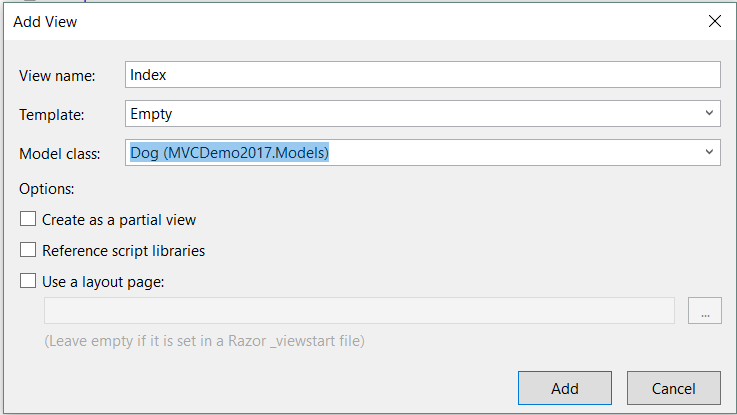 Add View
View name: Index
Template: Empty
Model class: Dog (MVCDemo2017.Models)
Options:
Create as a partial view
Reference script libraries
Use a layout page:
...
(Leave empty if it is set in a Razor _viewstart file)
Add Cancel